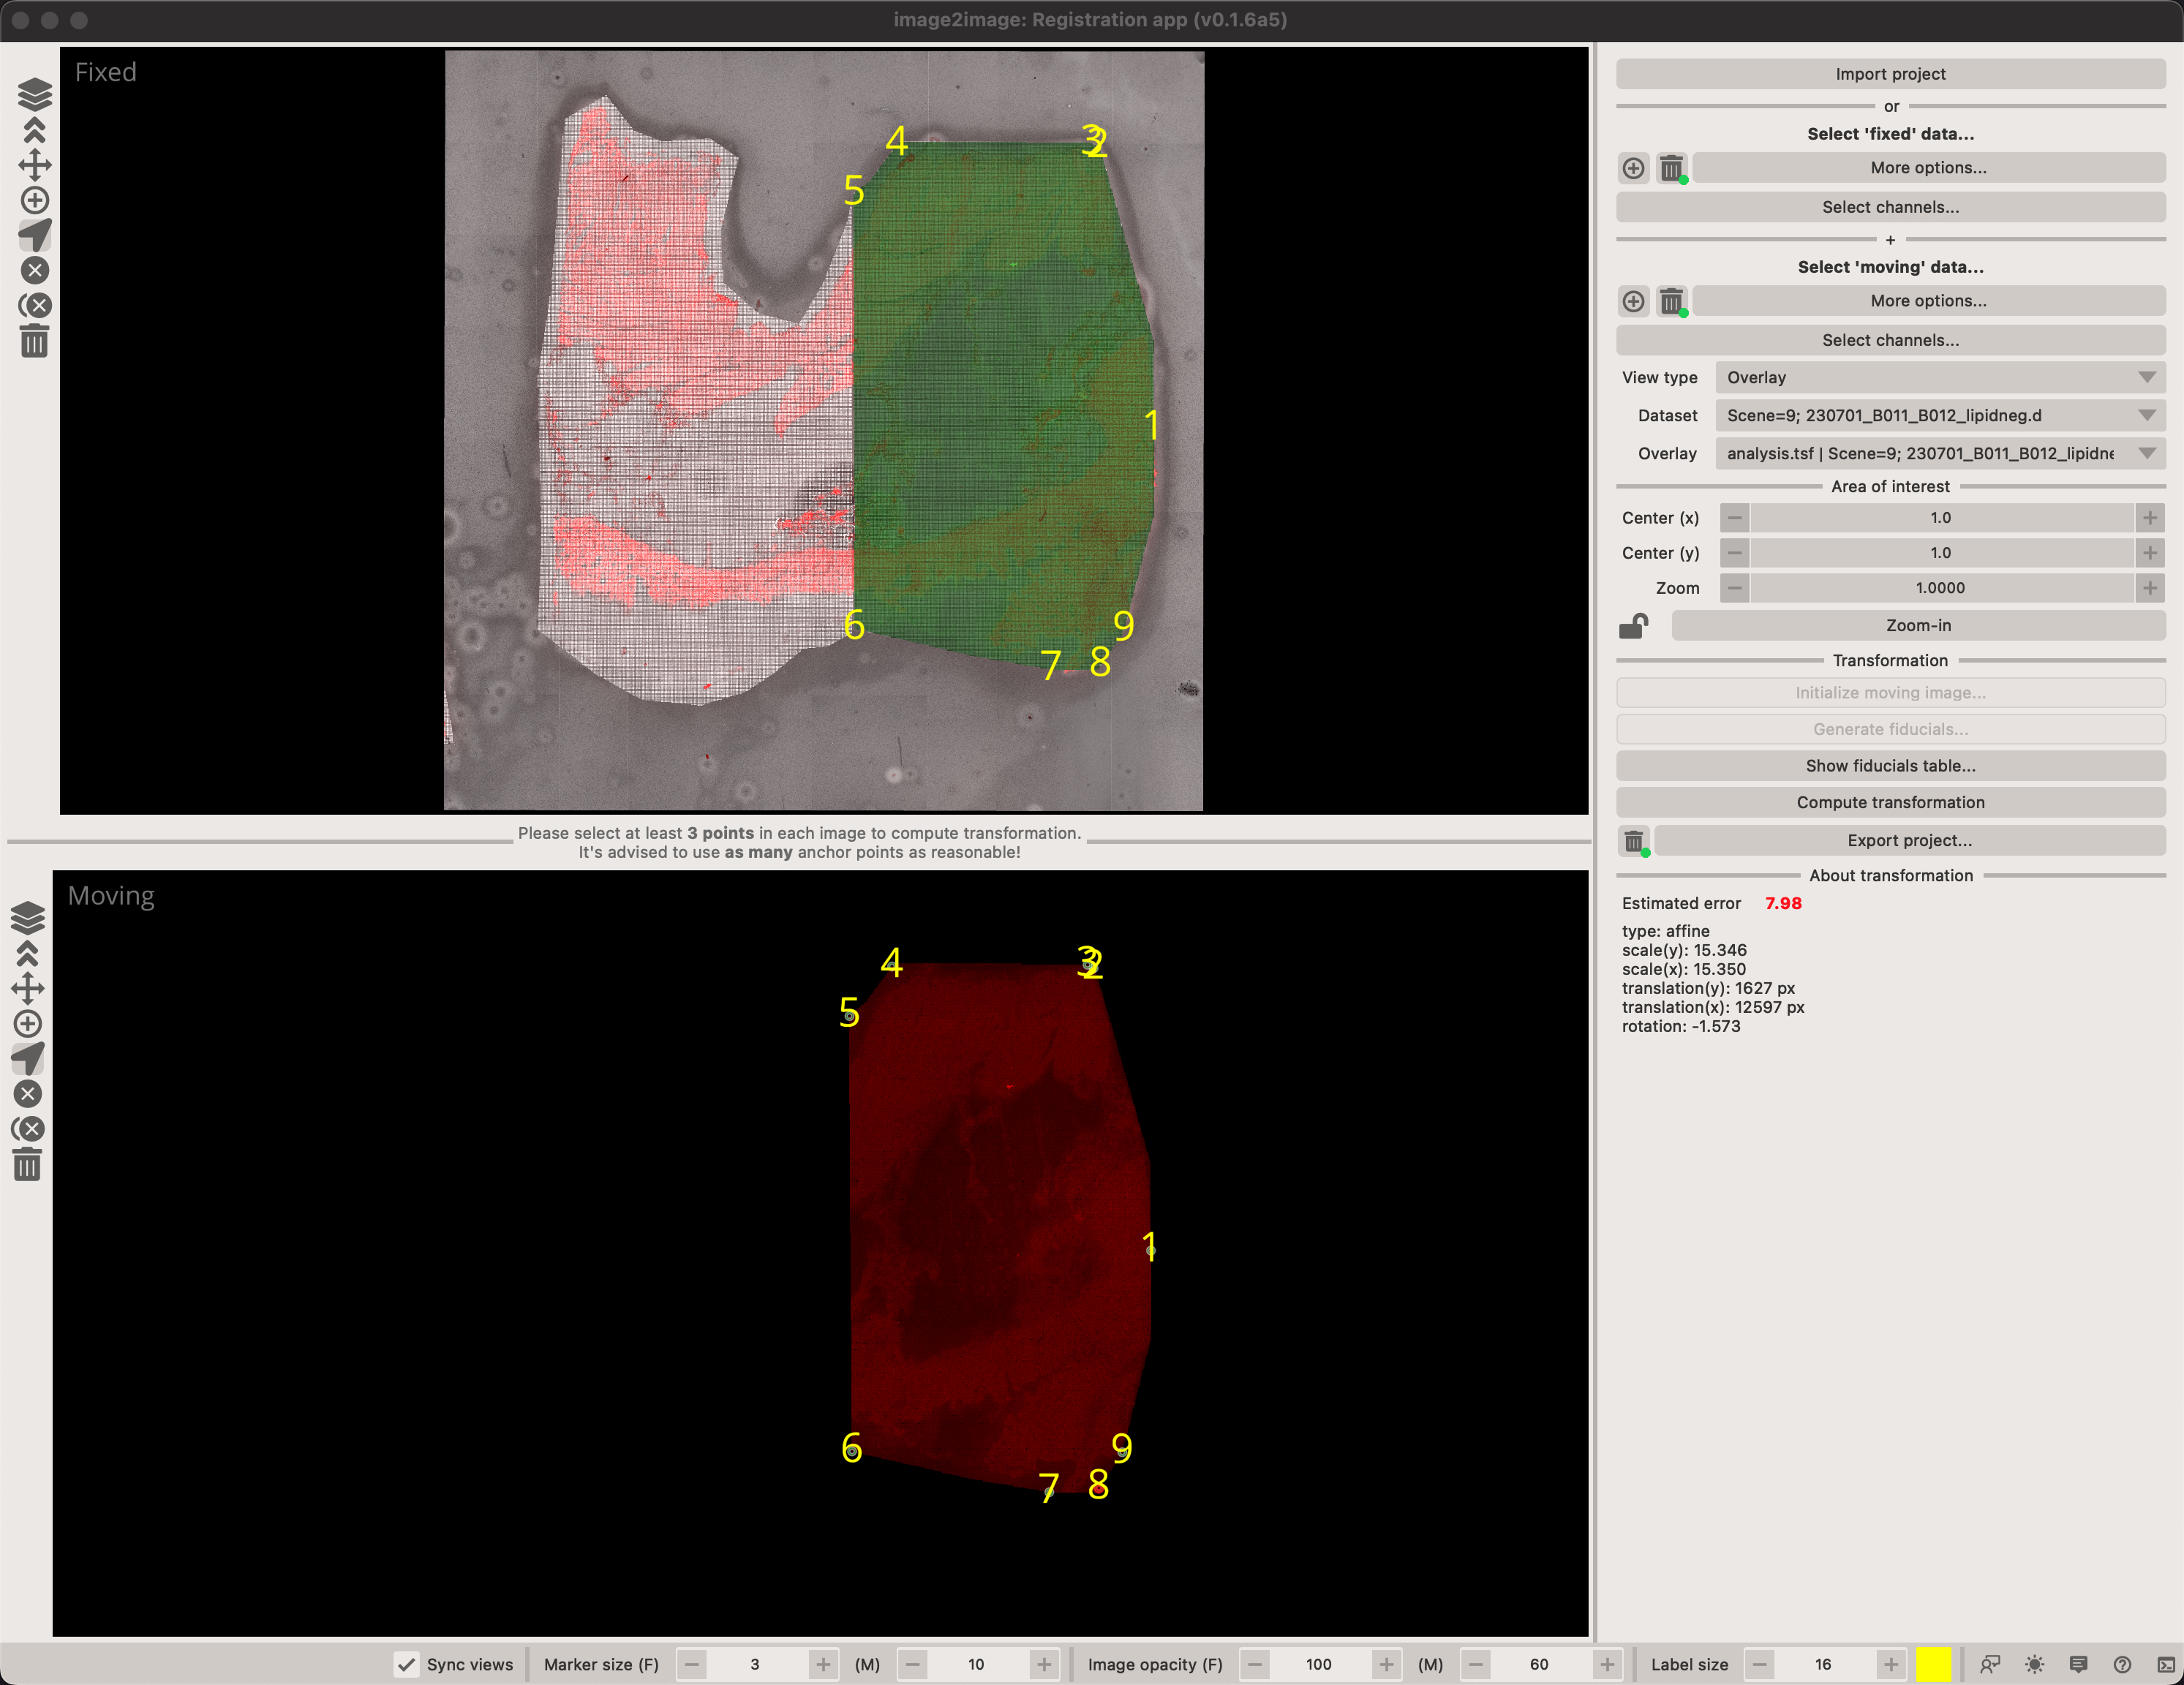 image2image: Registration app (v0.1.6a5)
Fixed
4
3
2
5
1
6
9
7
8
Please select at least 3 points in each image to compute transformation.
It's advised to use as many anchor points as reasonable!
Moving
4
3
2
5
1
6
9
7
8
Import project
or
Select 'fixed' data...
More options...
Select channels...
+
Select 'moving' data...
More options...
Select channels...
View type Overlay
Dataset Scene=9; 230701_B011_B012_lipidneg.d
Overlay analysis.tsf | Scene=9; 230701_B011_B012_lipidne
Area of interest
Center (x) 1.0
Center (y) 1.0
Zoom 1.0000
Zoom-in
Transformation
Initialize moving image...
Generate fiducials...
Show fiducials table...
Compute transformation
Export project...
About transformation
Estimated error 7.98
type: affine
scale(y): 15.346
scale(x): 15.350
translation(y): 1627 px
translation(x): 12597 px
rotation: -1.573
Sync views Marker size (F) 3 (M) 10 Image opacity (F) 100 (M) 60 Label size 16